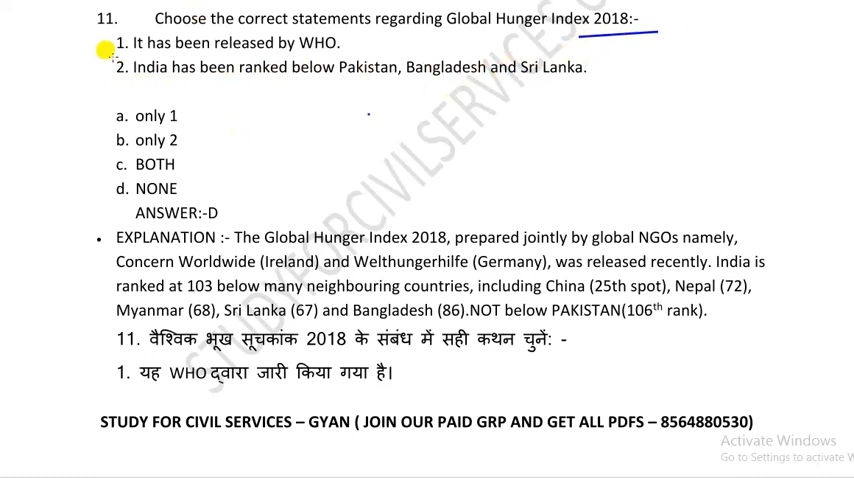 11. Choose the correct statements regarding Global Hunger Index 2018:-
1. It has been released by WHO.
2. India has been ranked below Pakistan, Bangladesh and Sri Lanka.
a. only 1
b. only 2
c. BOTH
d. NONE
ANSWER:-D
• EXPLANATION :- The Global Hunger Index 2018, prepared jointly by global NGOs namely,
Concern Worldwide (Ireland) and Welthungerhilfe (Germany), was released recently. India is
ranked at 103 below many neighbouring countries, including China (25th spot), Nepal (72),
Myanmar (68), Sri Lanka (67) and Bangladesh (86).NOT below PAKISTAN(106th rank).
11. वैश्विक भूख सूचकांक 2018 के संबंध में सही कथन चुनें: -
1. यह WHO द्वारा जारी किया गया है।
STUDY FOR CIVIL SERVICES – GYAN ( JOIN OUR PAID GRP AND GET ALL PDFS – 8564880530)
Activate Windows
Go to Settings to activate W
STUDYFORCIVILSERVICES